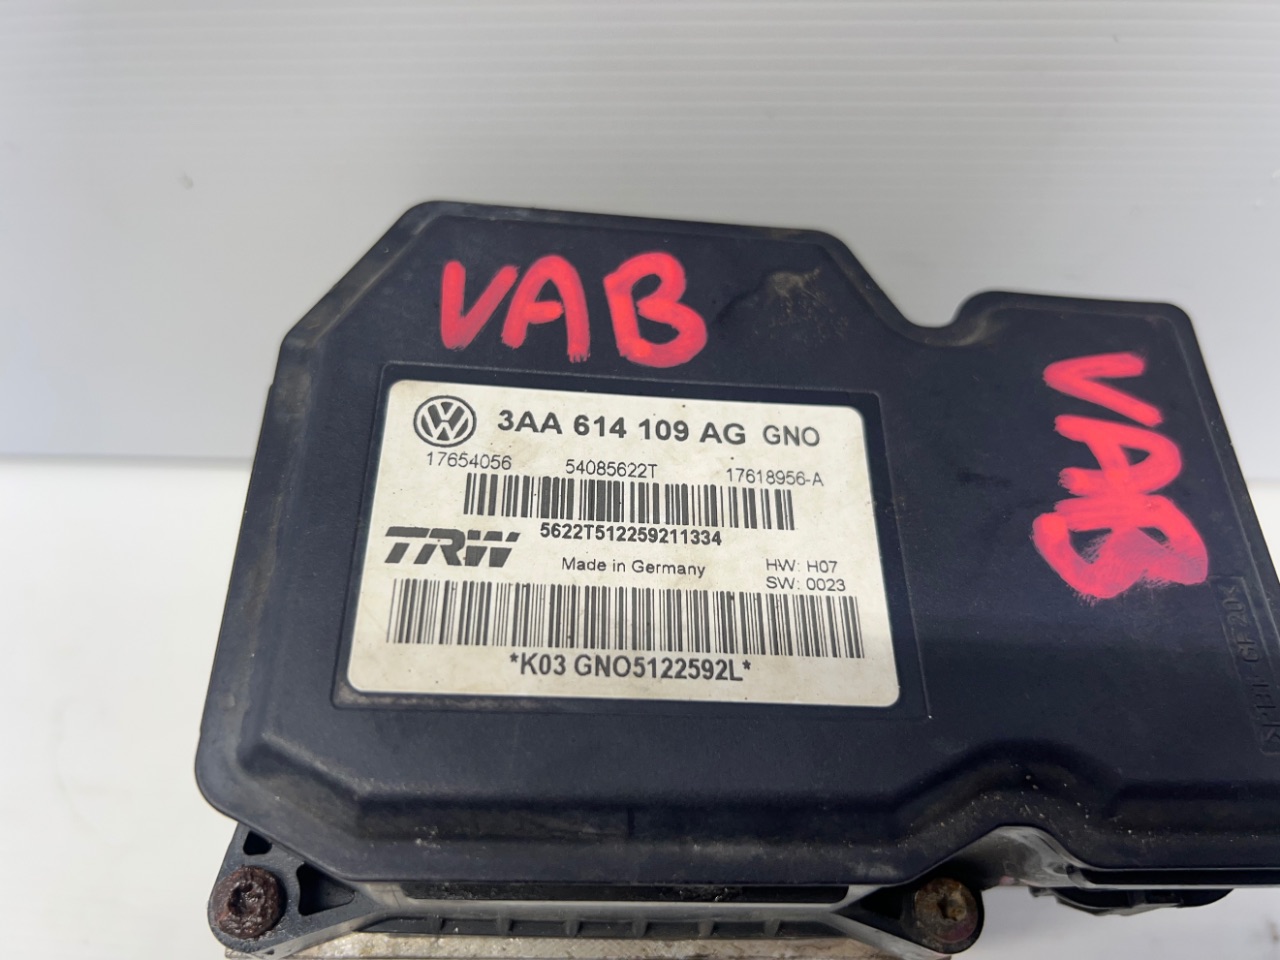 VAB
VAB
3AA 614 109 AG GNO
17654056 54085622T 17618956-A
5622T512259211334
TRW
Made in Germany
HW: H07
SW: 0023
*K03 GNO5122592L*